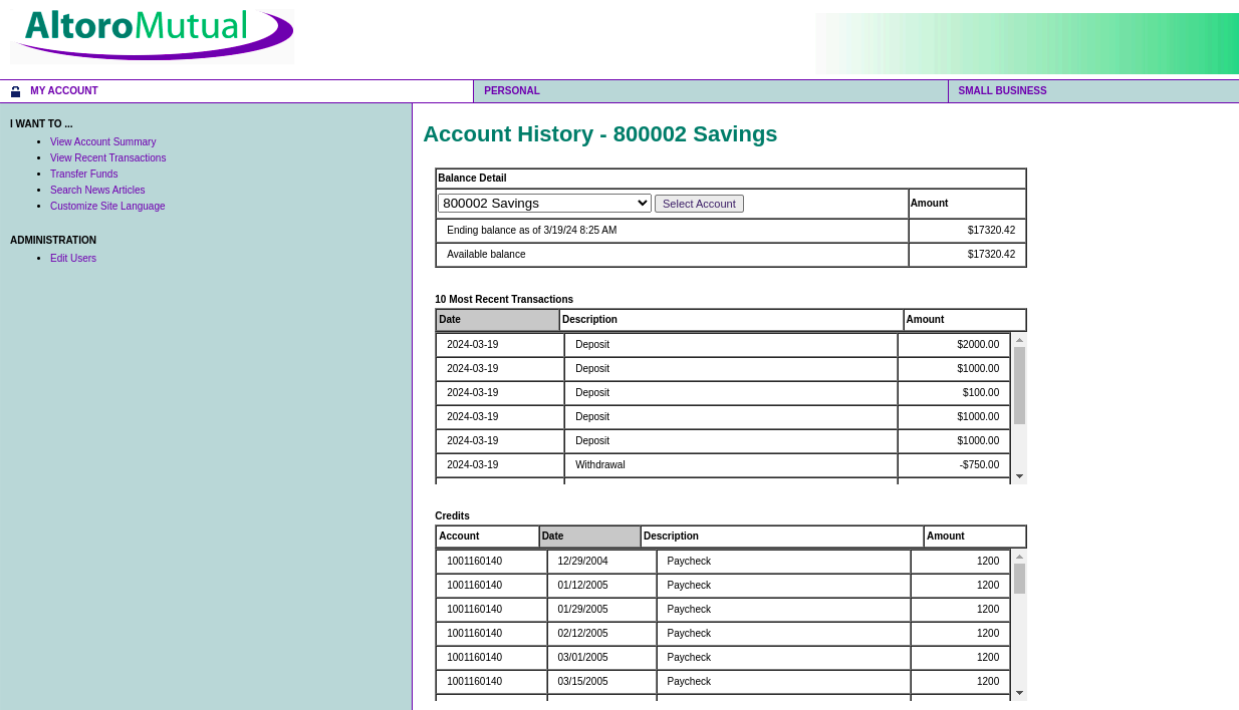 AltoroMutual
MY ACCOUNT PERSONAL SMALL BUSINESS
I WANT TO ...
View Account Summary
View Recent Transactions
Transfer Funds
Search News Articles
Customize Site Language
ADMINISTRATION
Edit Users
Account History - 800002 Savings
Balance Detail
800002 Savings Select Account Amount
Ending balance as of 3/19/24 8:25 AM $17320.42
Available balance $17320.42
10 Most Recent Transactions
Date Description Amount
2024-03-19 Deposit $2000.00
2024-03-19 Deposit $1000.00
2024-03-19 Deposit $100.00
2024-03-19 Deposit $1000.00
2024-03-19 Deposit $1000.00
2024-03-19 Withdrawal -$750.00
Credits
Account Date Description Amount
1001160140 12/29/2004 Paycheck 1200
1001160140 01/12/2005 Paycheck 1200
1001160140 01/29/2005 Paycheck 1200
1001160140 02/12/2005 Paycheck 1200
1001160140 03/01/2005 Paycheck 1200
1001160140 03/15/2005 Paycheck 1200